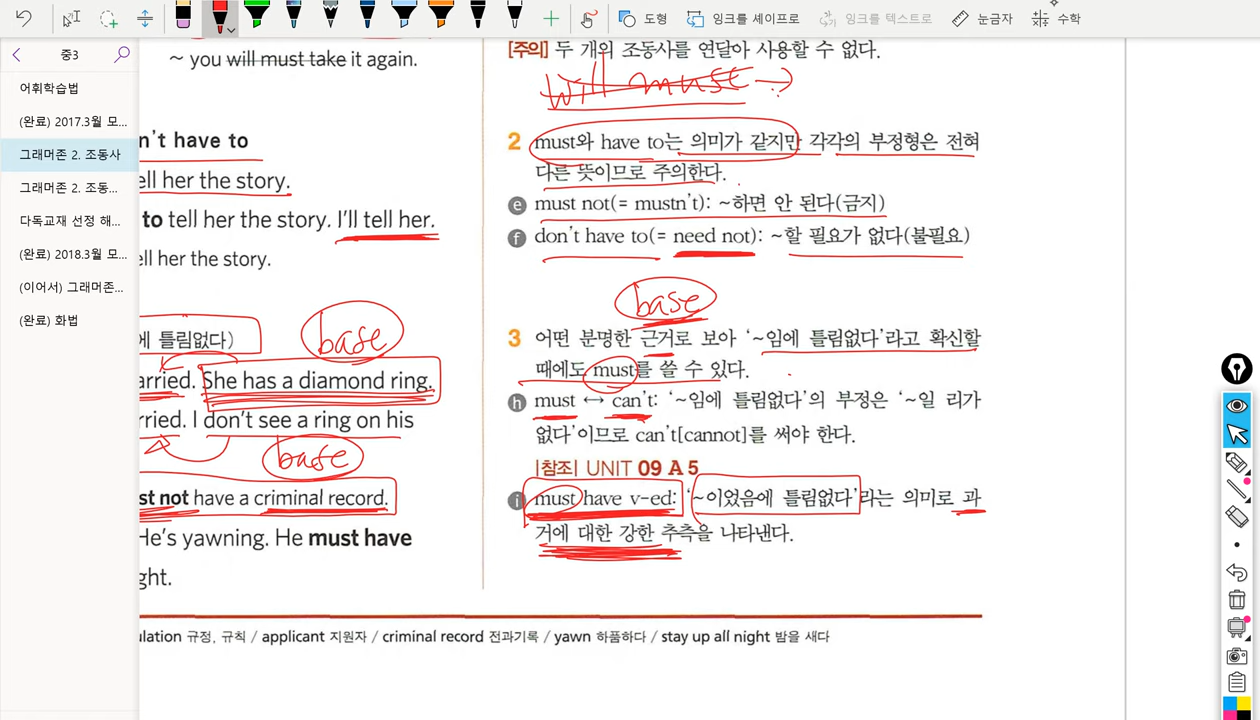 도형
잉크를 셰이프로
잉크를 텍스트로
눈금자
수학
중3
어휘학습법
(완료) 2017.3월 모...
그래머존 2. 조동사
그래머존 2. 조동...
다독교재 선정 해...
(완료) 2018.3월 모...
(이어서) 그래머존...
(완료) 화법
~ you will must take it again.
n't have to
ell her the story.
to tell her the story. I'll tell her.
ell her the story.
에 틀림없다)
base
arried. She has a diamond ring.
rried. I don't see a ring on his
base
st not have a criminal record.
He's yawning. He must have
ght.
[주의] 두 개의 조동사를 연달아 사용할 수 없다.
will must ~?
2 must와 have to는 의미가 같지만 각각의 부정형은 전혀
다른 뜻이므로 주의한다.
e must not(= mustn't): ~하면 안 된다(금지)
f don't have to(= need not): ~할 필요가 없다(불필요)
base
3 어떤 분명한 근거로 보아 '~임에 틀림없다'라고 확신할
때에도 must를 쓸 수 있다.
h must ↔ can't: '~임에 틀림없다'의 부정은 '~일 리가
없다'이므로 can't[cannot]를 써야 한다.
|참조| UNIT 09 A 5
i must have v-ed: '~이었음에 틀림없다'라는 의미로 과
거에 대한 강한 추측을 나타낸다.
ulation 규정, 규칙 / applicant 지원자 / criminal record 전과기록 / yawn 하품하다 / stay up all night 밤을 새다